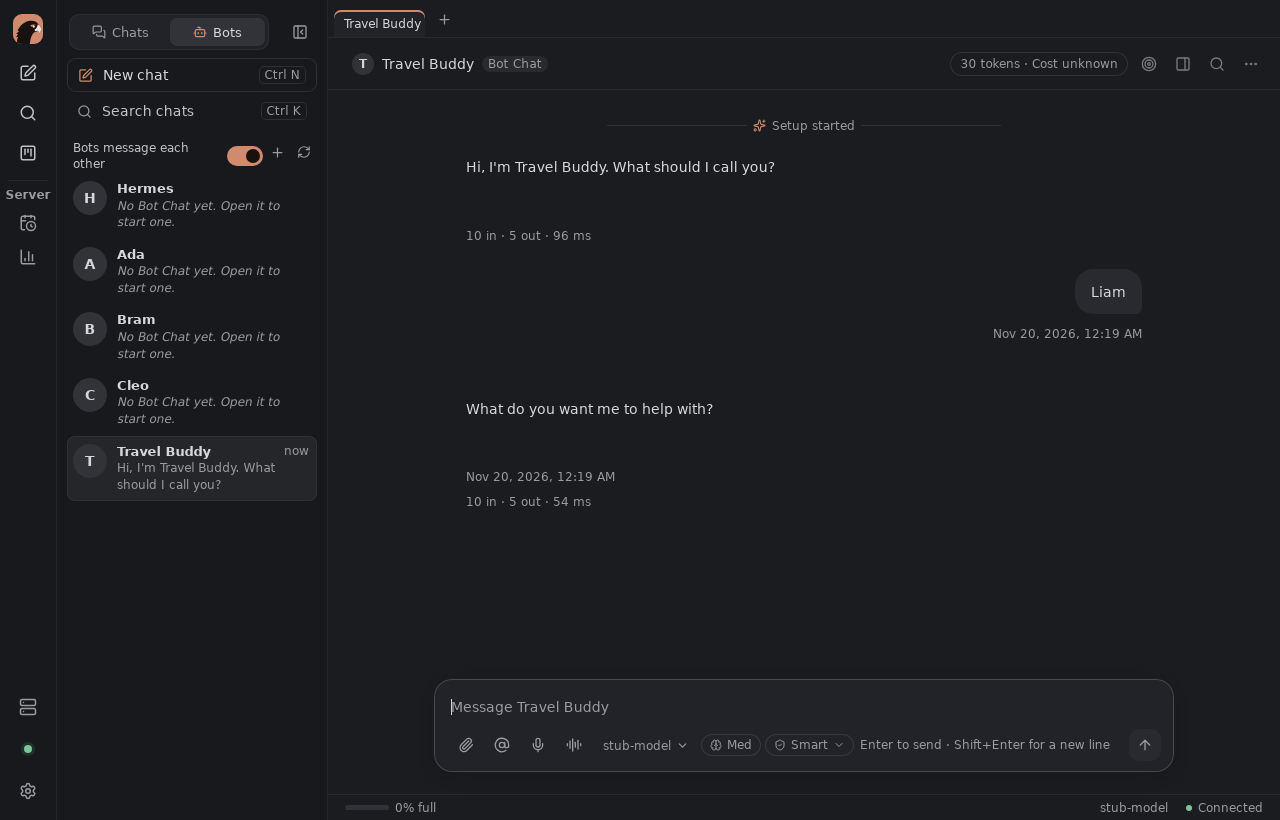 Chats
Bots
New chat
Ctrl N
Search chats
Ctrl K
Bots message each
other
Server
H
Hermes
No Bot Chat yet. Open it to
start one.
A
Ada
No Bot Chat yet. Open it to
start one.
B
Bram
No Bot Chat yet. Open it to
start one.
C
Cleo
No Bot Chat yet. Open it to
start one.
T
Travel Buddy
now
Hi, I'm Travel Buddy. What
should I call you?
Travel Buddy
T
Travel Buddy
Bot Chat
30 tokens · Cost unknown
Setup started
Hi, I'm Travel Buddy. What should I call you?
10 in · 5 out · 96 ms
Liam
Nov 20, 2026, 12:19 AM
What do you want me to help with?
Nov 20, 2026, 12:19 AM
10 in · 5 out · 54 ms
Message Travel Buddy
stub-model
Med
Smart
Enter to send · Shift+Enter for a new line
0% full
stub-model
Connected